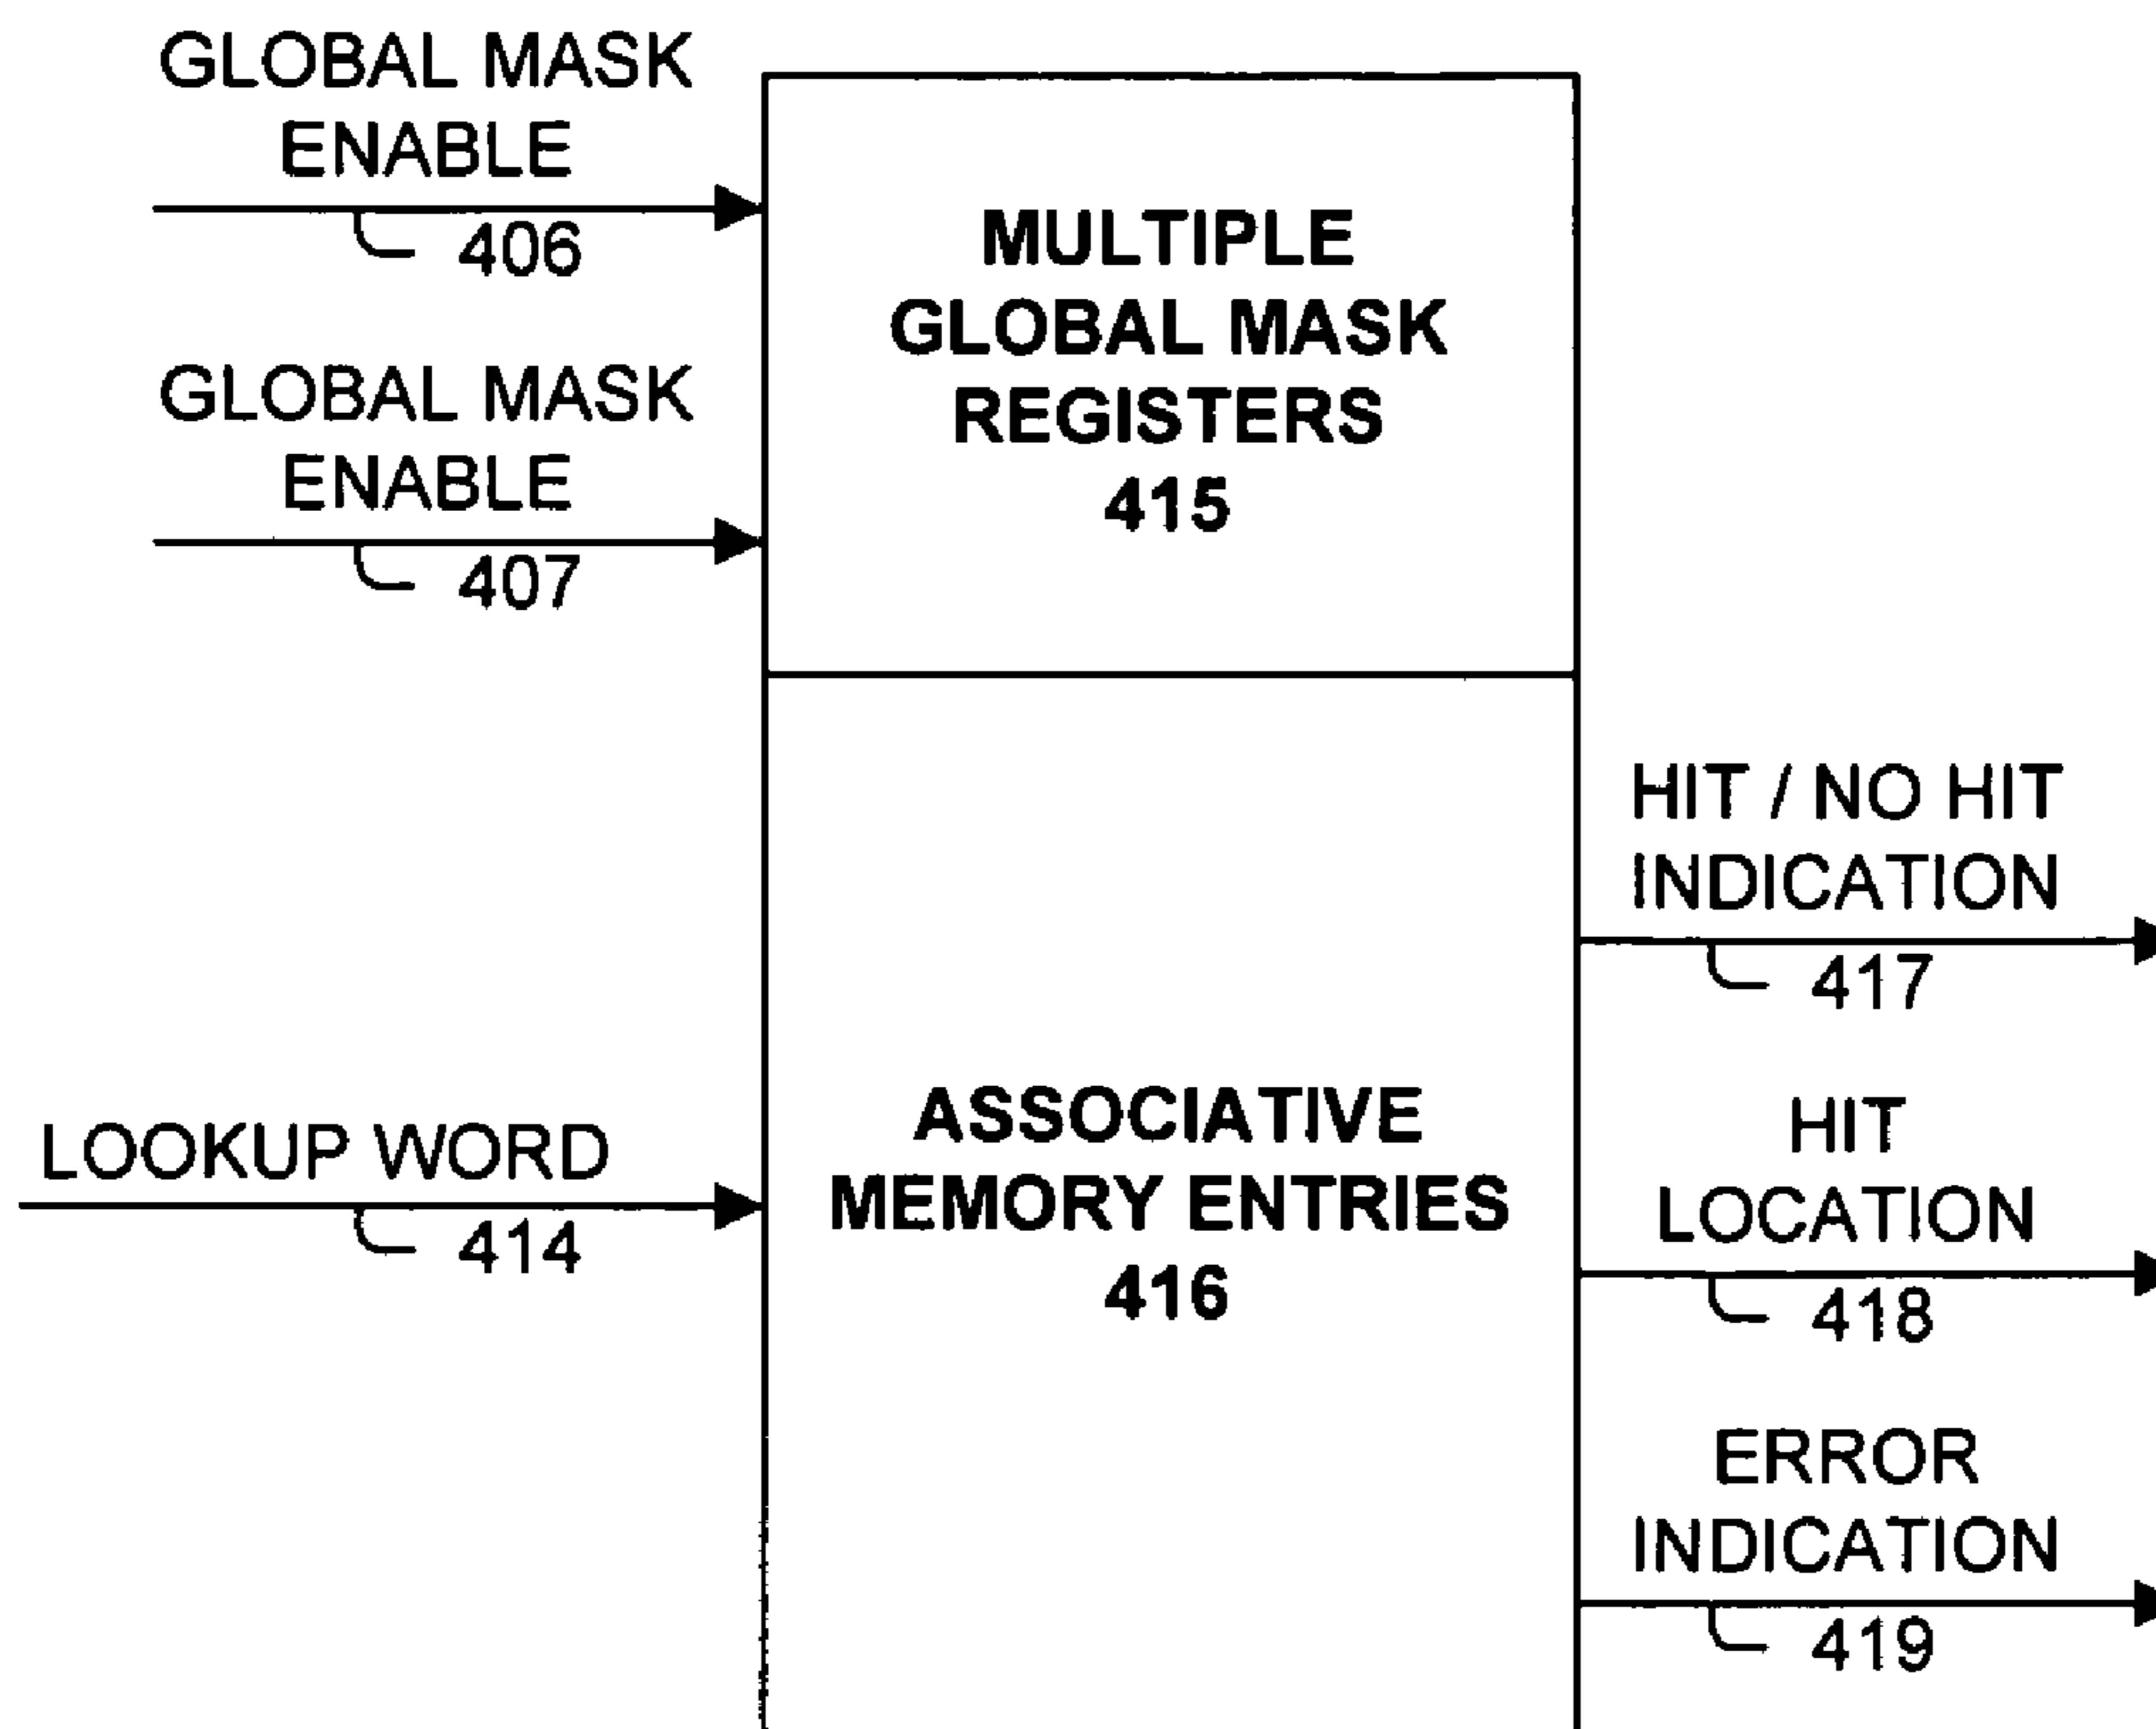 GLOBAL MASK
ENABLE
406
GLOBAL MASK
ENABLE
407
MULTIPLE
GLOBAL MASK
REGISTERS
415
LOOKUP WORD
414
ASSOCIATIVE
MEMORY ENTRIES
416
HIT / NO HIT
INDICATION
417
HIT
LOCATION
418
ERROR
INDICATION
419